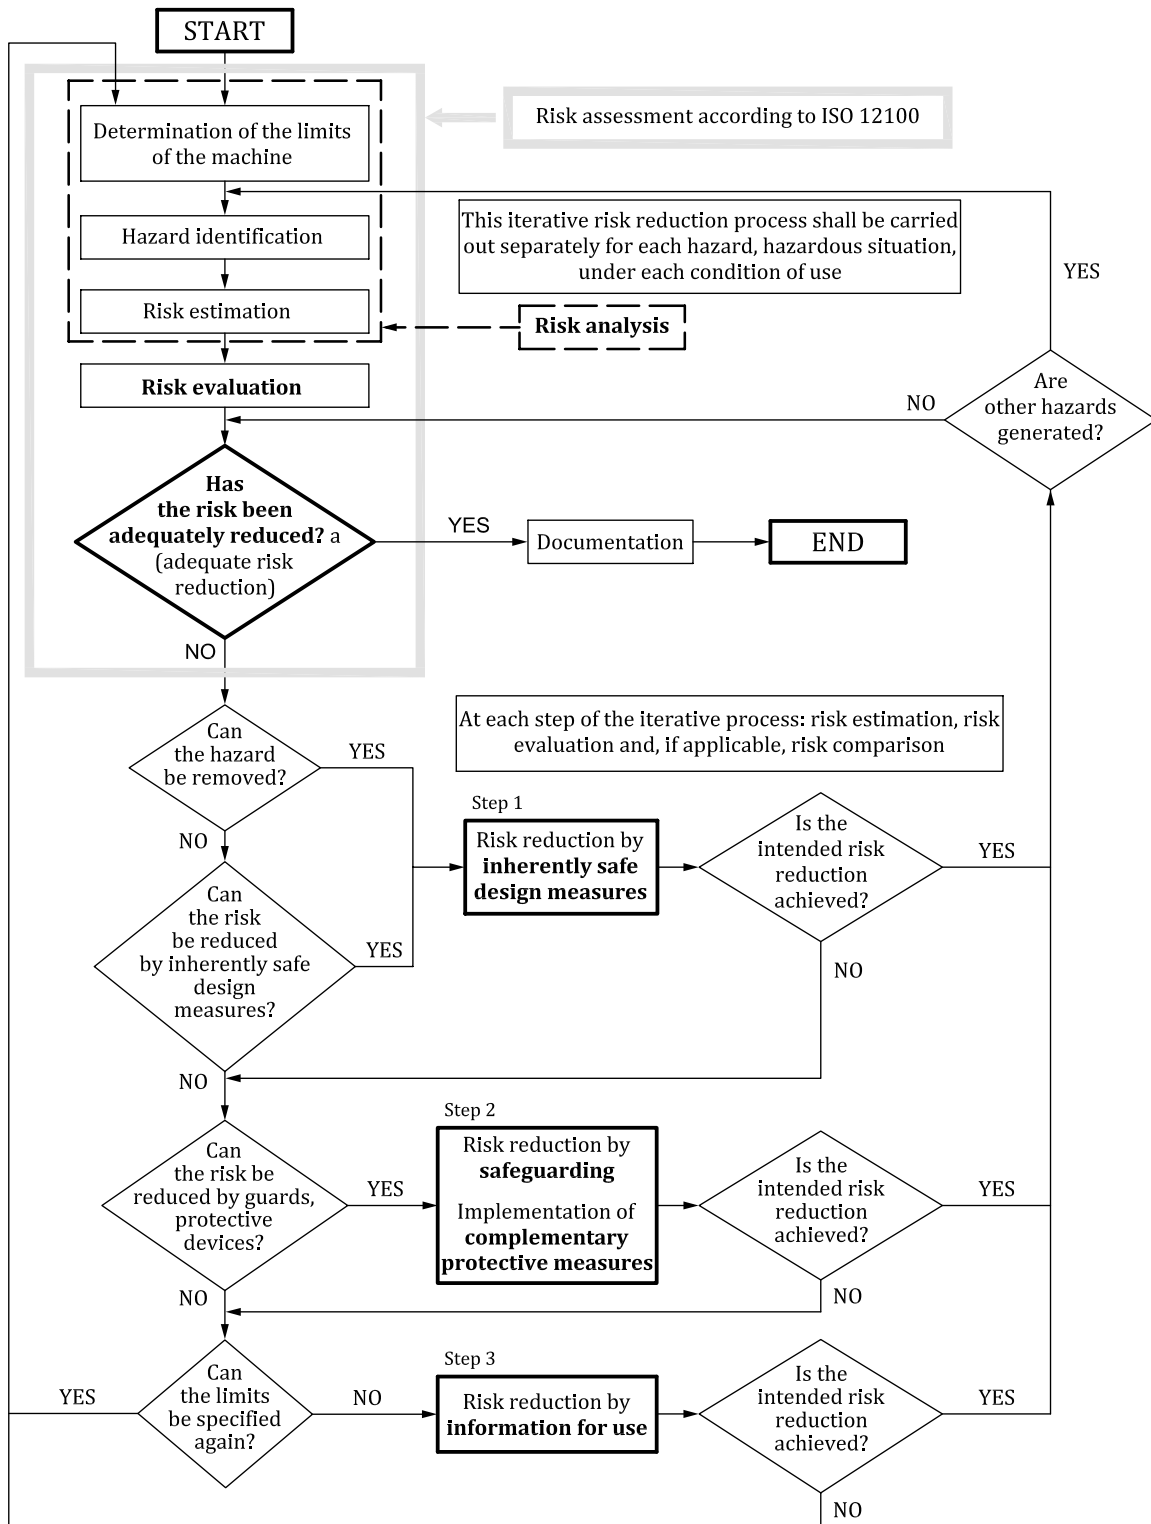 START
Determination of the limits
of the machine
Risk assessment according to ISO 12100
Hazard identification
This iterative risk reduction process shall be carried
out separately for each hazard, hazardous situation,
under each condition of use
YES
Risk estimation
Risk analysis
Risk evaluation
Are
other hazards
generated?
NO
Has
the risk been
adequately reduced? a
(adequate risk
reduction)
YES
Documentation
END
NO
Can
the hazard
be removed?
YES
At each step of the iterative process: risk estimation, risk
evaluation and, if applicable, risk comparison
NO
Step 1
Risk reduction by
inherently safe
design measures
Is the
intended risk
reduction
achieved?
YES
Can
the risk
be reduced
by inherently safe
design
measures?
YES
NO
NO
Step 2
Can
the risk be
reduced by guards,
protective
devices?
YES
Risk reduction by
safeguarding
Implementation of
complementary
protective measures
Is the
intended risk
reduction
achieved?
YES
NO
NO
Step 3
YES
Can
the limits
be specified
again?
NO
Risk reduction by
information for use
Is the
intended risk
reduction
achieved?
YES
NO